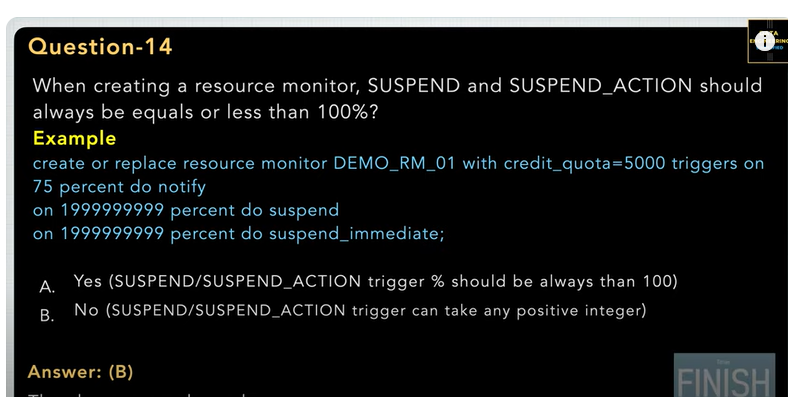 Question-14
When creating a resource monitor, SUSPEND and SUSPEND_ACTION should
always be equals or less than 100%?
Example
create or replace resource monitor DEMO_RM_01 with credit_quota=5000 triggers on
75 percent do notify
on 1999999999 percent do suspend
on 1999999999 percent do suspend_immediate;
A. Yes (SUSPEND/SUSPEND_ACTION trigger % should be always than 100)
B. No (SUSPEND/SUSPEND_ACTION trigger can take any positive integer)
Answer: (B)
FINISH